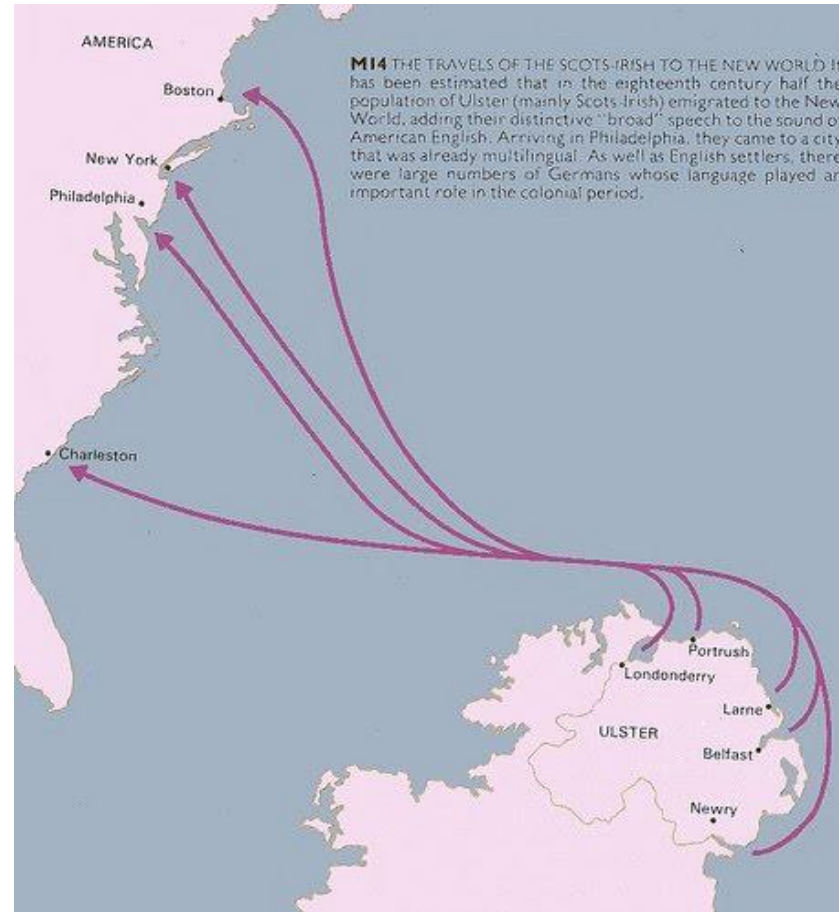 AMERICA
Boston
New York
Philadelphia
Charleston
M14 THE TRAVELS OF THE SCOTS-IRISH TO THE NEW WORLD It
has been estimated that in the eighteenth century half the
population of Ulster (mainly Scots-Irish) emigrated to the New
World, adding their distinctive "broad" speech to the sound of
American English. Arriving in Philadelphia, they came to a city
that was already multilingual. As well as English settlers, there
were large numbers of Germans whose language played an
important role in the colonial period.
Portrush
Londonderry
Larne
ULSTER
Belfast
Newry